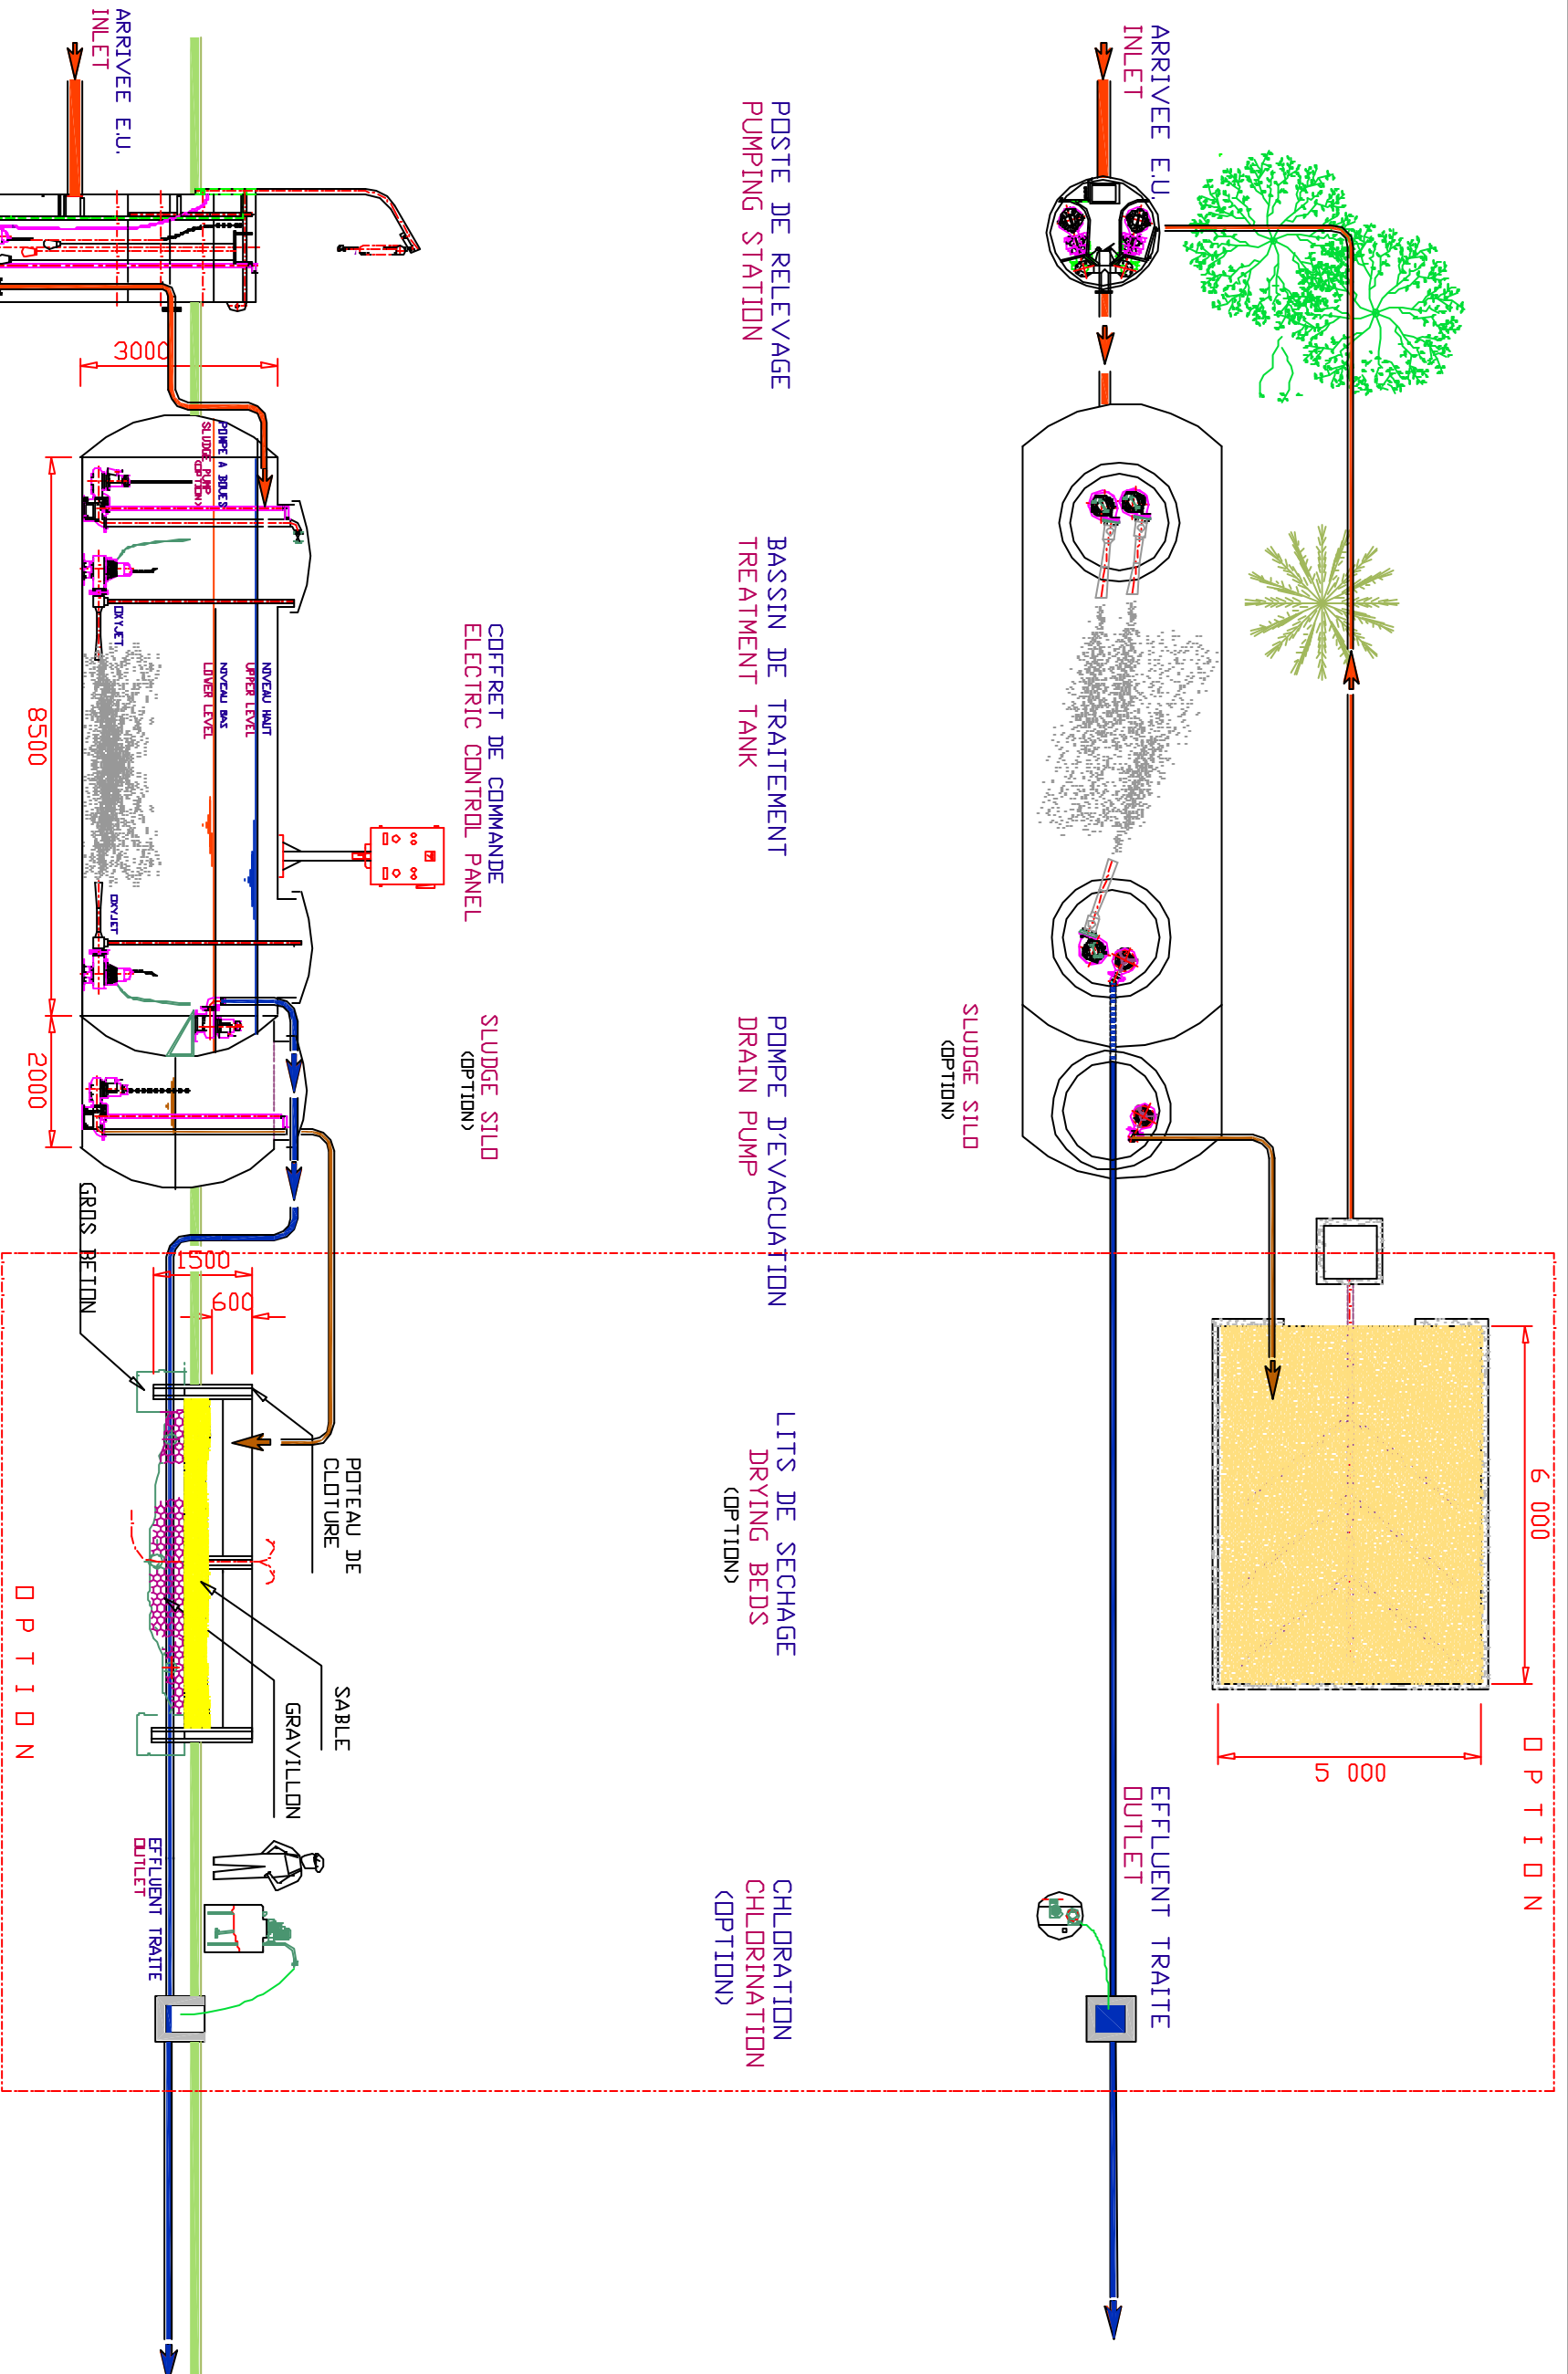 ARRIVEE E.U.
INLET
6 000
5 000
O P T I O N
EFFLUENT TRAITE
OUTLET
SLUDGE SILO
(OPTION)
POSTE DE RELEVAGE
PUMPING STATION
BASSIN DE TRAITEMENT
TREATMENT TANK
POMPE D'EVACUATION
DRAIN PUMP
LITS DE SECHAGE
DRYING BEDS
(OPTION)
CHLORATION
CHLORINATION
(OPTION)
COFFRET DE COMMANDE
ELECTRIC CONTROL PANEL
SLUDGE SILO
(OPTION)
POTEAU DE
CLOTURE
SABLE
GRAVILLON
ARRIVEE E.U.
INLET
3000
POMPE A BOUES
SLUDGE PUMP
(OPTION)
NIVEAU HAUT
UPPER LEVEL
NIVEAU BAS
LOWER LEVEL
OXYJET
OXYJET
8500
2000
GROS BETON
1500
600
EFFLUENT TRAITE
OUTLET
O P T I O N